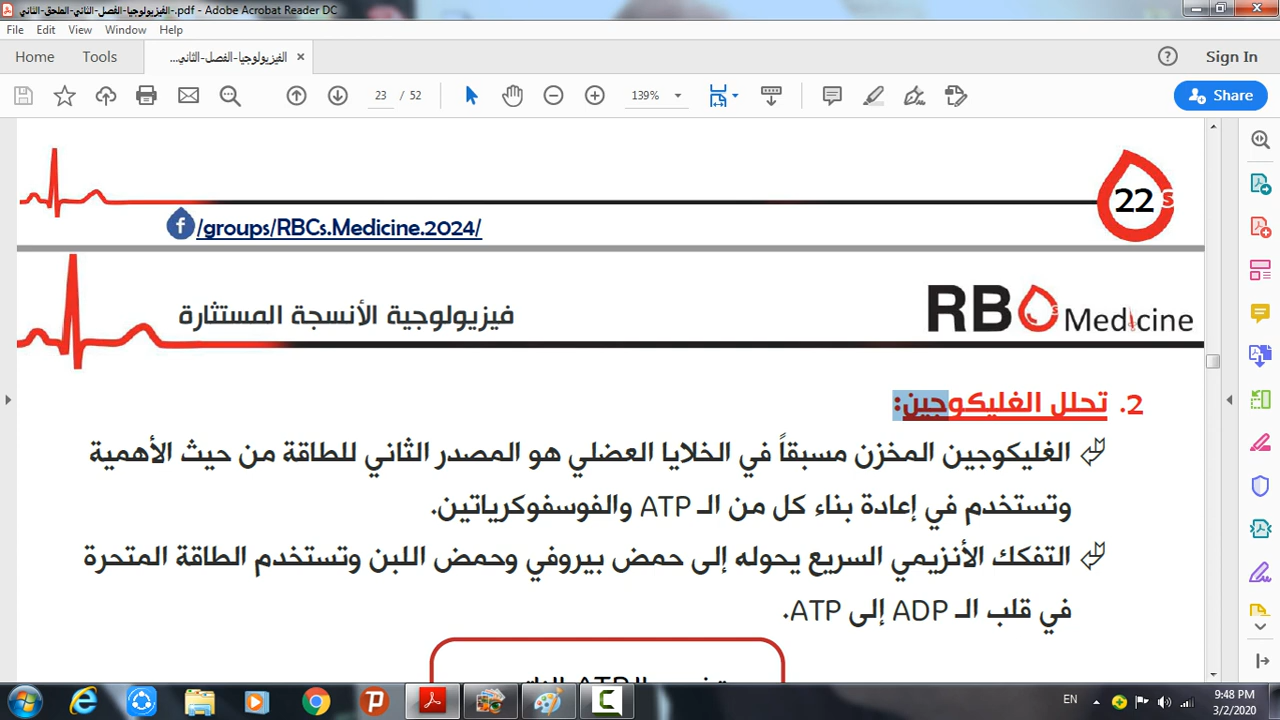 الفيزيولوجيا-الفصل-الثاني-الملحق-الثاني-.pdf - Adobe Acrobat Reader DC
File Edit View Window Help
Home Tools الفيزيولوجيا-الفصل-الثاني... × Sign In
23 / 52 139% Share
22
/groups/RBCs.Medicine.2024/
فيزيولوجية الأنسجة المستثارة
RB Medicine
2. تحلل الغليكوجين:
الغليكوجين المخزن مسبقاً في الخلايا العضلي هو المصدر الثاني للطاقة من حيث الأهمية
وتستخدم في إعادة بناء كل من الـ ATP والفوسفوكرياتين.
التفكك الأنزيمي السريع يحوله إلى حمض بيروفي وحمض اللبن وتستخدم الطاقة المتحرة
في قلب الـ ADP إلى ATP.
EN 9:48 PM
3/2/2020